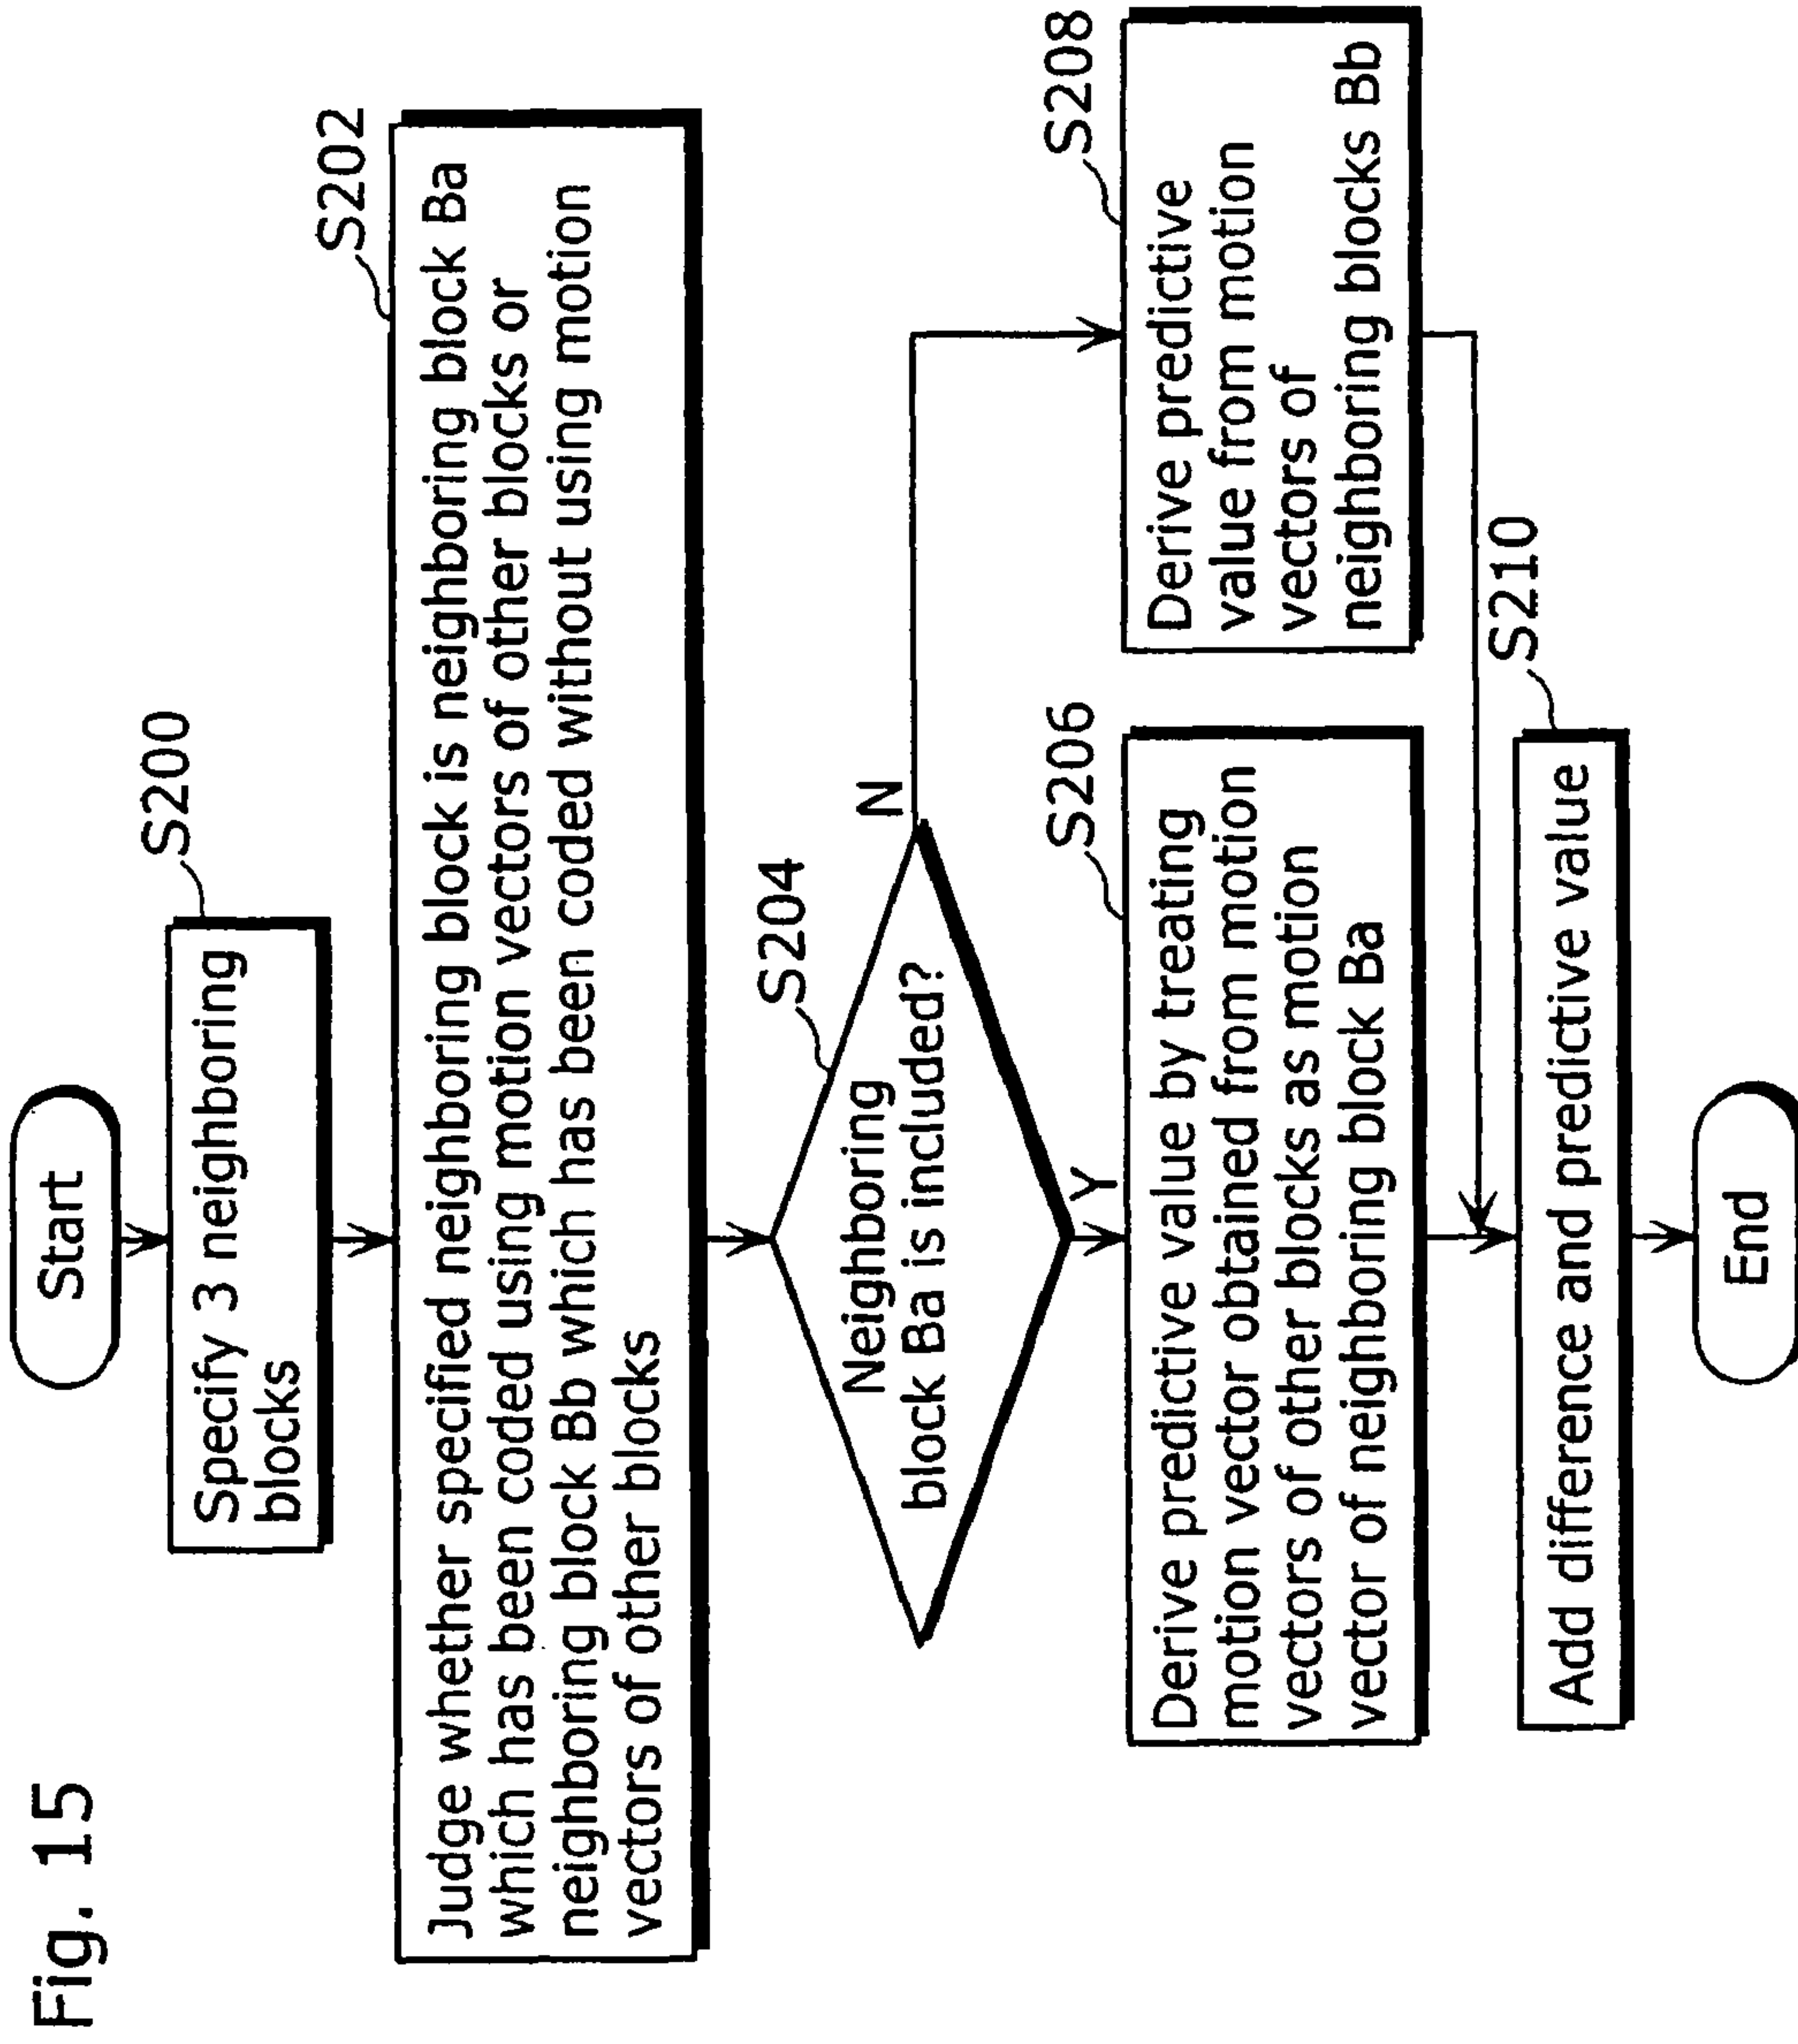 Fig. 15
Start
S200
Specify 3 neighboring
blocks
S202
Judge whether specified neighboring block is neighboring block Ba
which has been coded using motion vectors of other blocks or
neighboring block Bb which has been coded without using motion
vectors of other blocks
S204
Neighboring
block Ba is included?
N
Y
S206
Derive predictive value by treating
motion vector obtained from motion
vectors of other blocks as motion
vector of neighboring block Ba
S208
Derive predictive
value from motion
vectors of
neighboring blocks Bb
S210
Add difference and predictive value
End